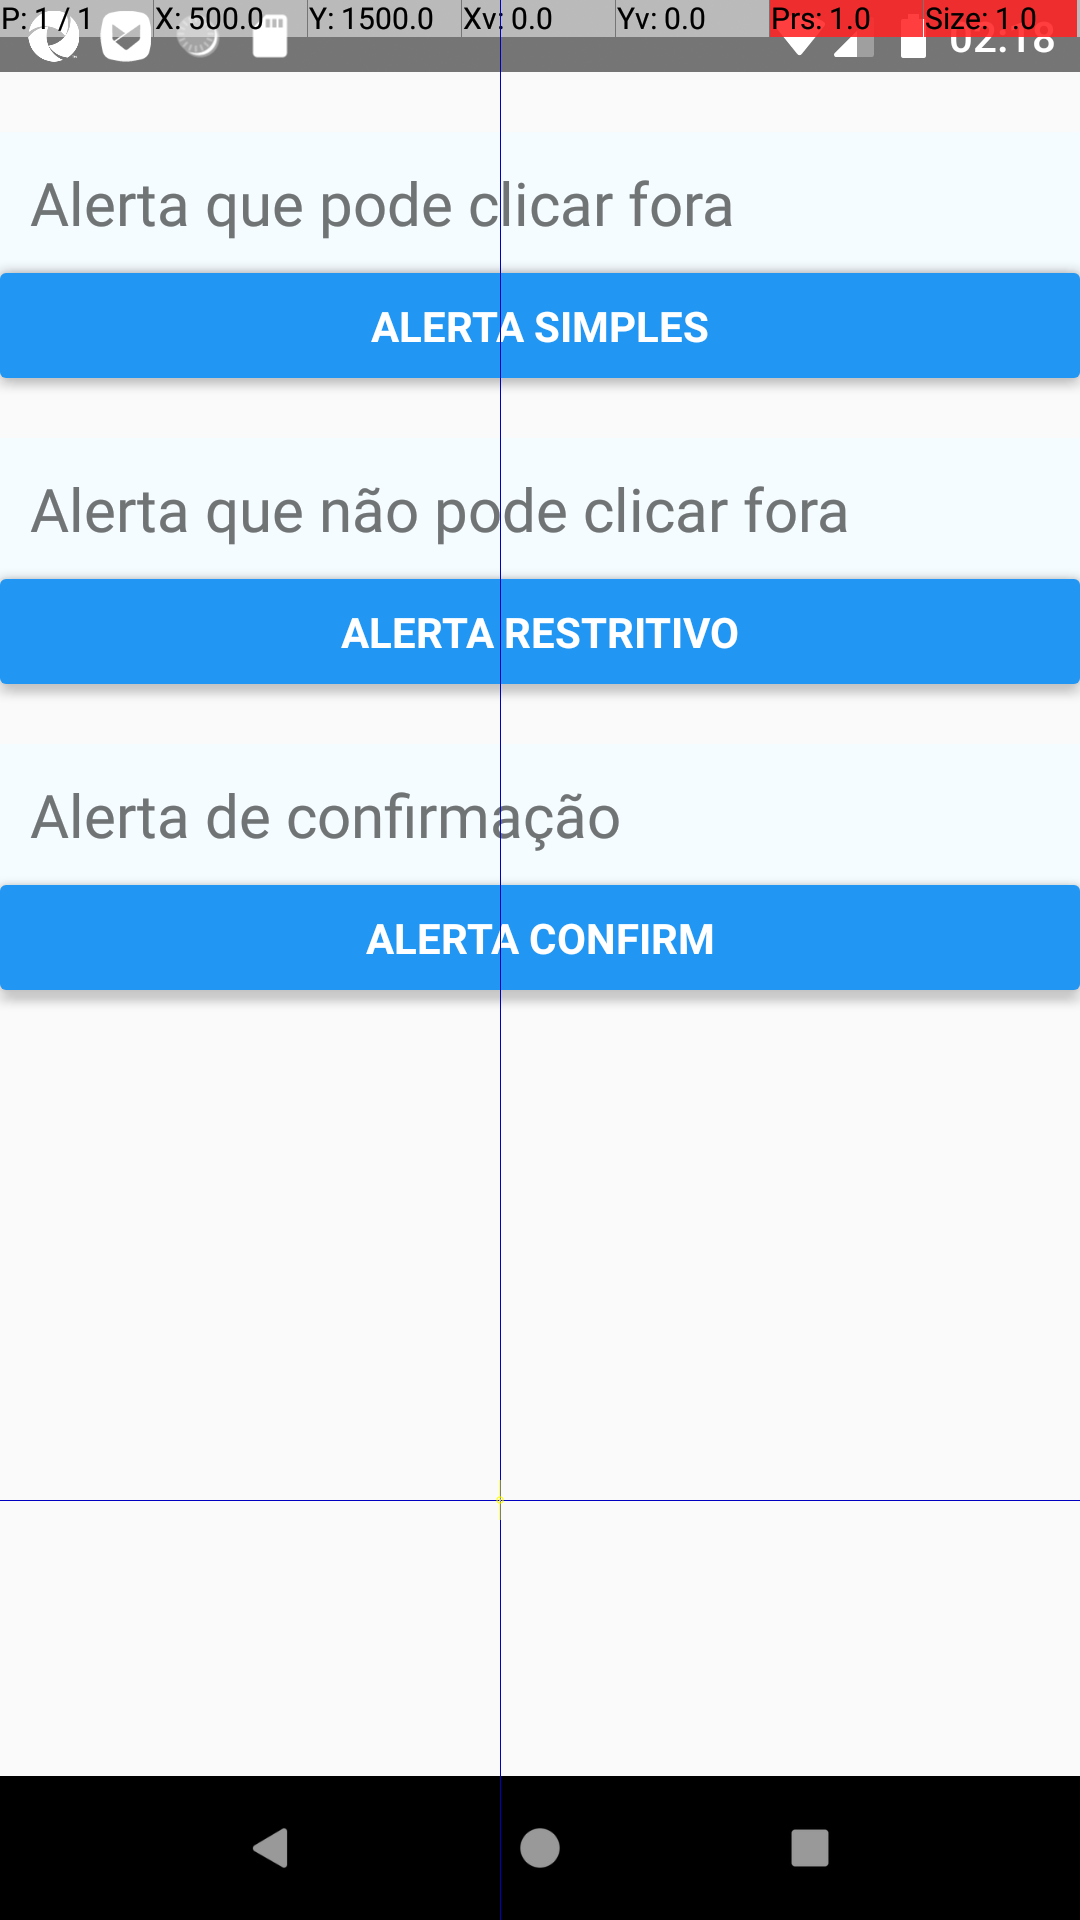 P: 1 / 1 X: 500.0 Y: 1500.0 Xv: 0.0 Yv: 0.0 Prs: 1.0 Size: 1.0
02:18
Alerta que pode clicar fora
ALERTA SIMPLES
Alerta que não pode clicar fora
ALERTA RESTRITIVO
Alerta de confirmação
ALERTA CONFIRM